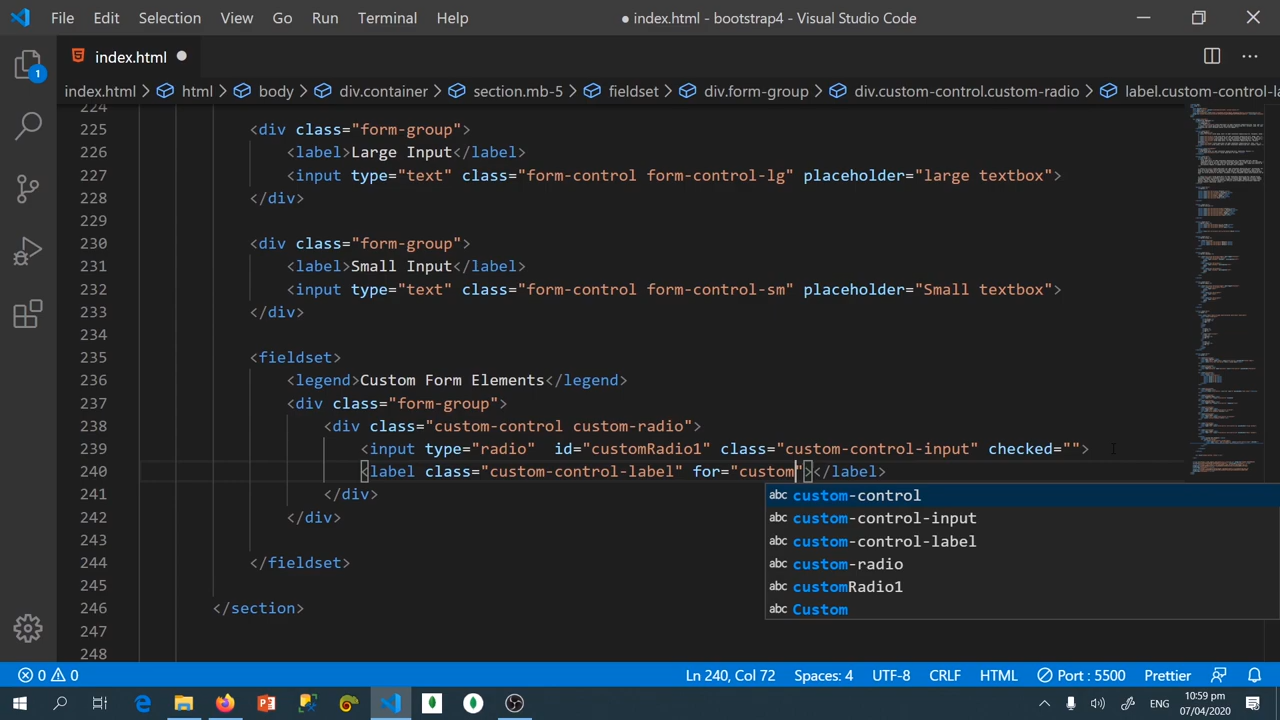 File Edit Selection View Go Run Terminal Help ● index.html - bootstrap4 - Visual Studio Code
1
index.html
index.html > html > body > div.container > section.mb-5 > fieldset > div.form-group > div.custom-control.custom-radio > label.custom-control-la
224
225 <div class="form-group">
226 <label>Large Input</label>
227 <input type="text" class="form-control form-control-lg" placeholder="large textbox">
228 </div>
229
230 <div class="form-group">
231 <label>Small Input</label>
232 <input type="text" class="form-control form-control-sm" placeholder="Small textbox">
233 </div>
234
235 <fieldset>
236 <legend>Custom Form Elements</legend>
237 <div class="form-group">
238 <div class="custom-control custom-radio">
239 <input type="radio" id="customRadio1" class="custom-control-input" checked="">
240 <label class="custom-control-label" for="custom"></label>
241 </div>
abc custom-control
242 </div>
abc custom-control-input
243
abc custom-control-label
244 </fieldset>
abc custom-radio
245
abc customRadio1
246 </section>
abc Custom
247
248
0 0 Ln 240, Col 72 Spaces: 4 UTF-8 CRLF HTML Port : 5500 Prettier
ENG 10:59 pm
07/04/2020